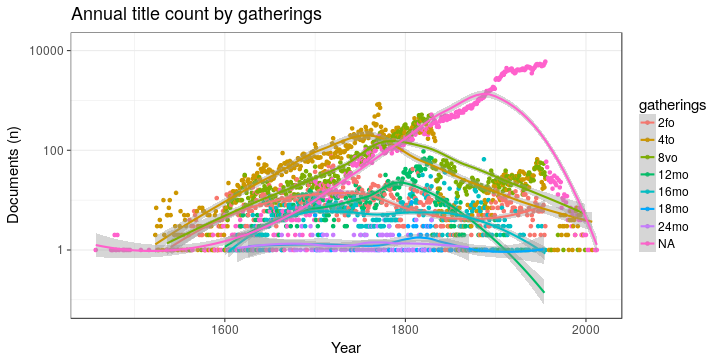 Annual title count by gatherings
Documents (n)
10000
100
1
1600
1800
2000
Year
gatherings
2to
4to
8vo
12mo
16mo
18mo
24mo
NA